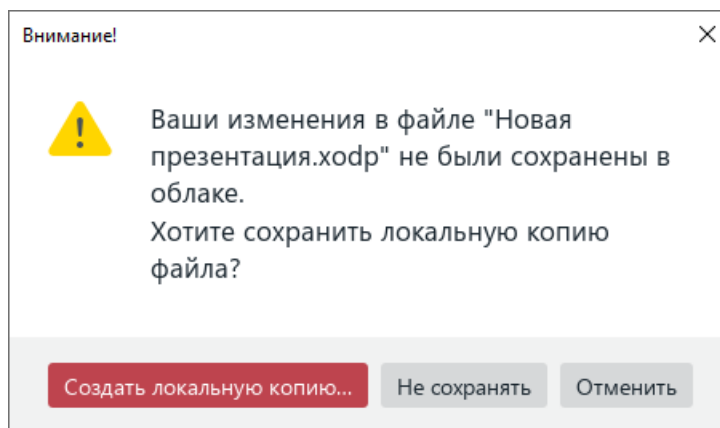 Внимание!
Ваши изменения в файле "Новая
презентация.xodp" не были сохранены в
облаке.
Хотите сохранить локальную копию
файла?
Создать локальную копию... Не сохранять Отменить